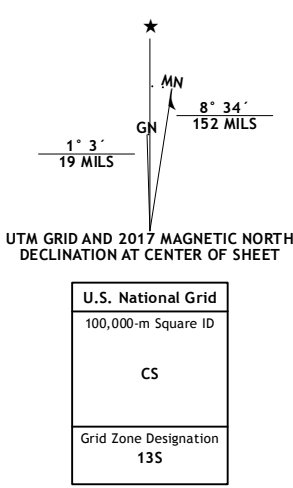 ★
MN
GN
8° 34´
152 MILS
1° 3´
19 MILS
UTM GRID AND 2017 MAGNETIC NORTH
DECLINATION AT CENTER OF SHEET
U.S. National Grid
100,000-m Square ID
CS
Grid Zone Designation
13S